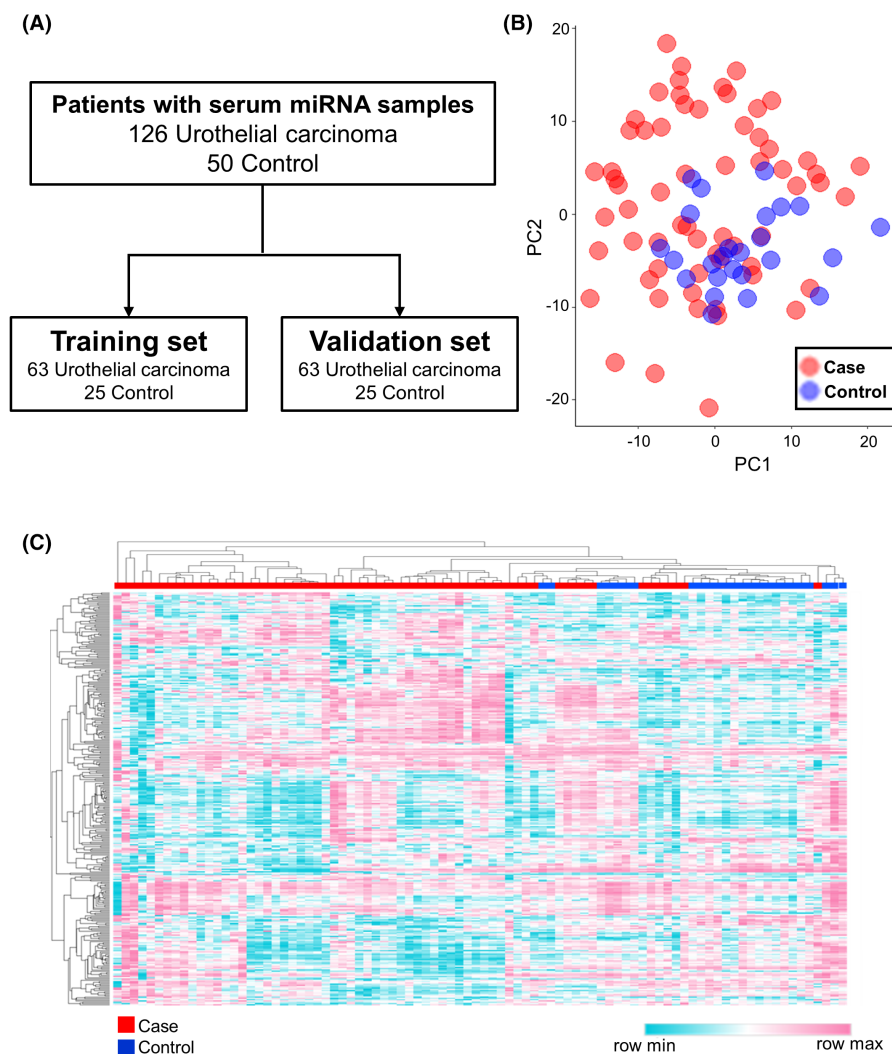 (A)
Patients with serum miRNA samples
126 Urothelial carcinoma
50 Control
Training set
63 Urothelial carcinoma
25 Control
Validation set
63 Urothelial carcinoma
25 Control
(B)
20
10
0
-10
-20
PC2
-10
0
10
20
PC1
Case
Control
(C)
Case
Control
row min
row max